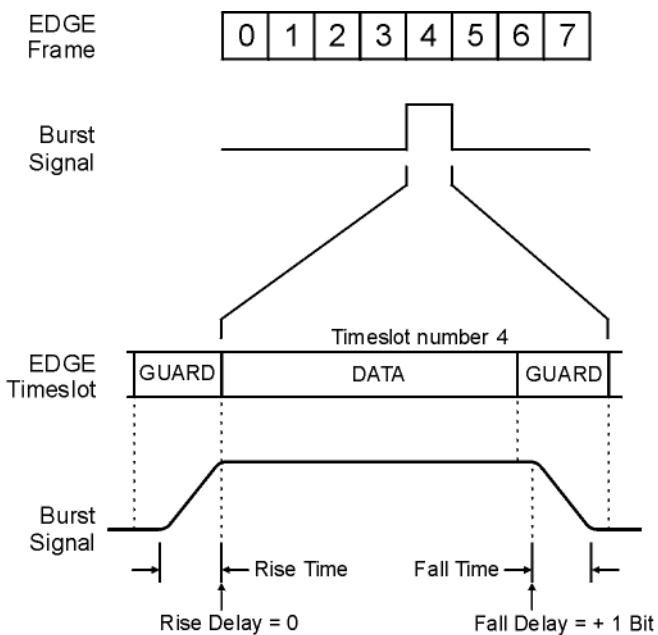 EDGE
Frame
0 1 2 3 4 5 6 7
Burst
Signal
Timeslot number 4
EDGE
Timeslot
GUARD DATA GUARD
Burst
Signal
Rise Time Fall Time
Rise Delay = 0 Fall Delay = + 1 Bit